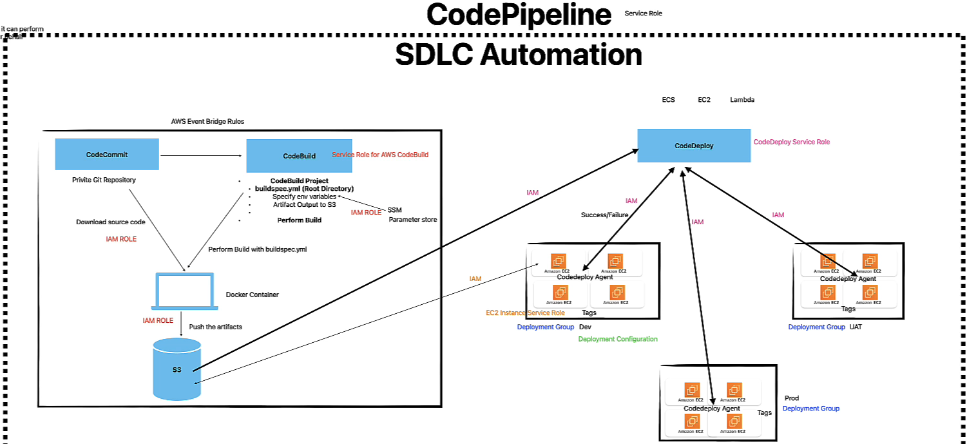 CodePipeline
Service Role
it can perform
SDLC Automation
ECS EC2 Lambda
AWS Event Bridge Rules
CodeCommit
CodeBuild
Service Role for AWS CodeBuild
CodeDeploy
CodeDeploy Service Role
Privite Git Repository
CodeBuild Project
buildspec.yml (Root Directory)
Specify env variables
Artifact Output to S3
Perform Build
IAM ROLE
SSM
Parameter store
Download source code
IAM ROLE
Perform Build with buildspec.yml
Docker Container
IAM ROLE
Push the artifacts
S3
IAM
IAM
IAM
Success/Failure
IAM
IAM
Amazon EC2
Amazon EC2
Codedeploy Agent
Amazon EC2
Amazon EC2
EC2 Instance Service Role
Tags
Deployment Group Dev
Deployment Configuration
Amazon EC2
Amazon EC2
Codedeploy Agent
Amazon EC2
Amazon EC2
Tags
Deployment Group UAT
Amazon EC2
Amazon EC2
Codedeploy Agent
Amazon EC2
Amazon EC2
Tags
Prod
Deployment Group